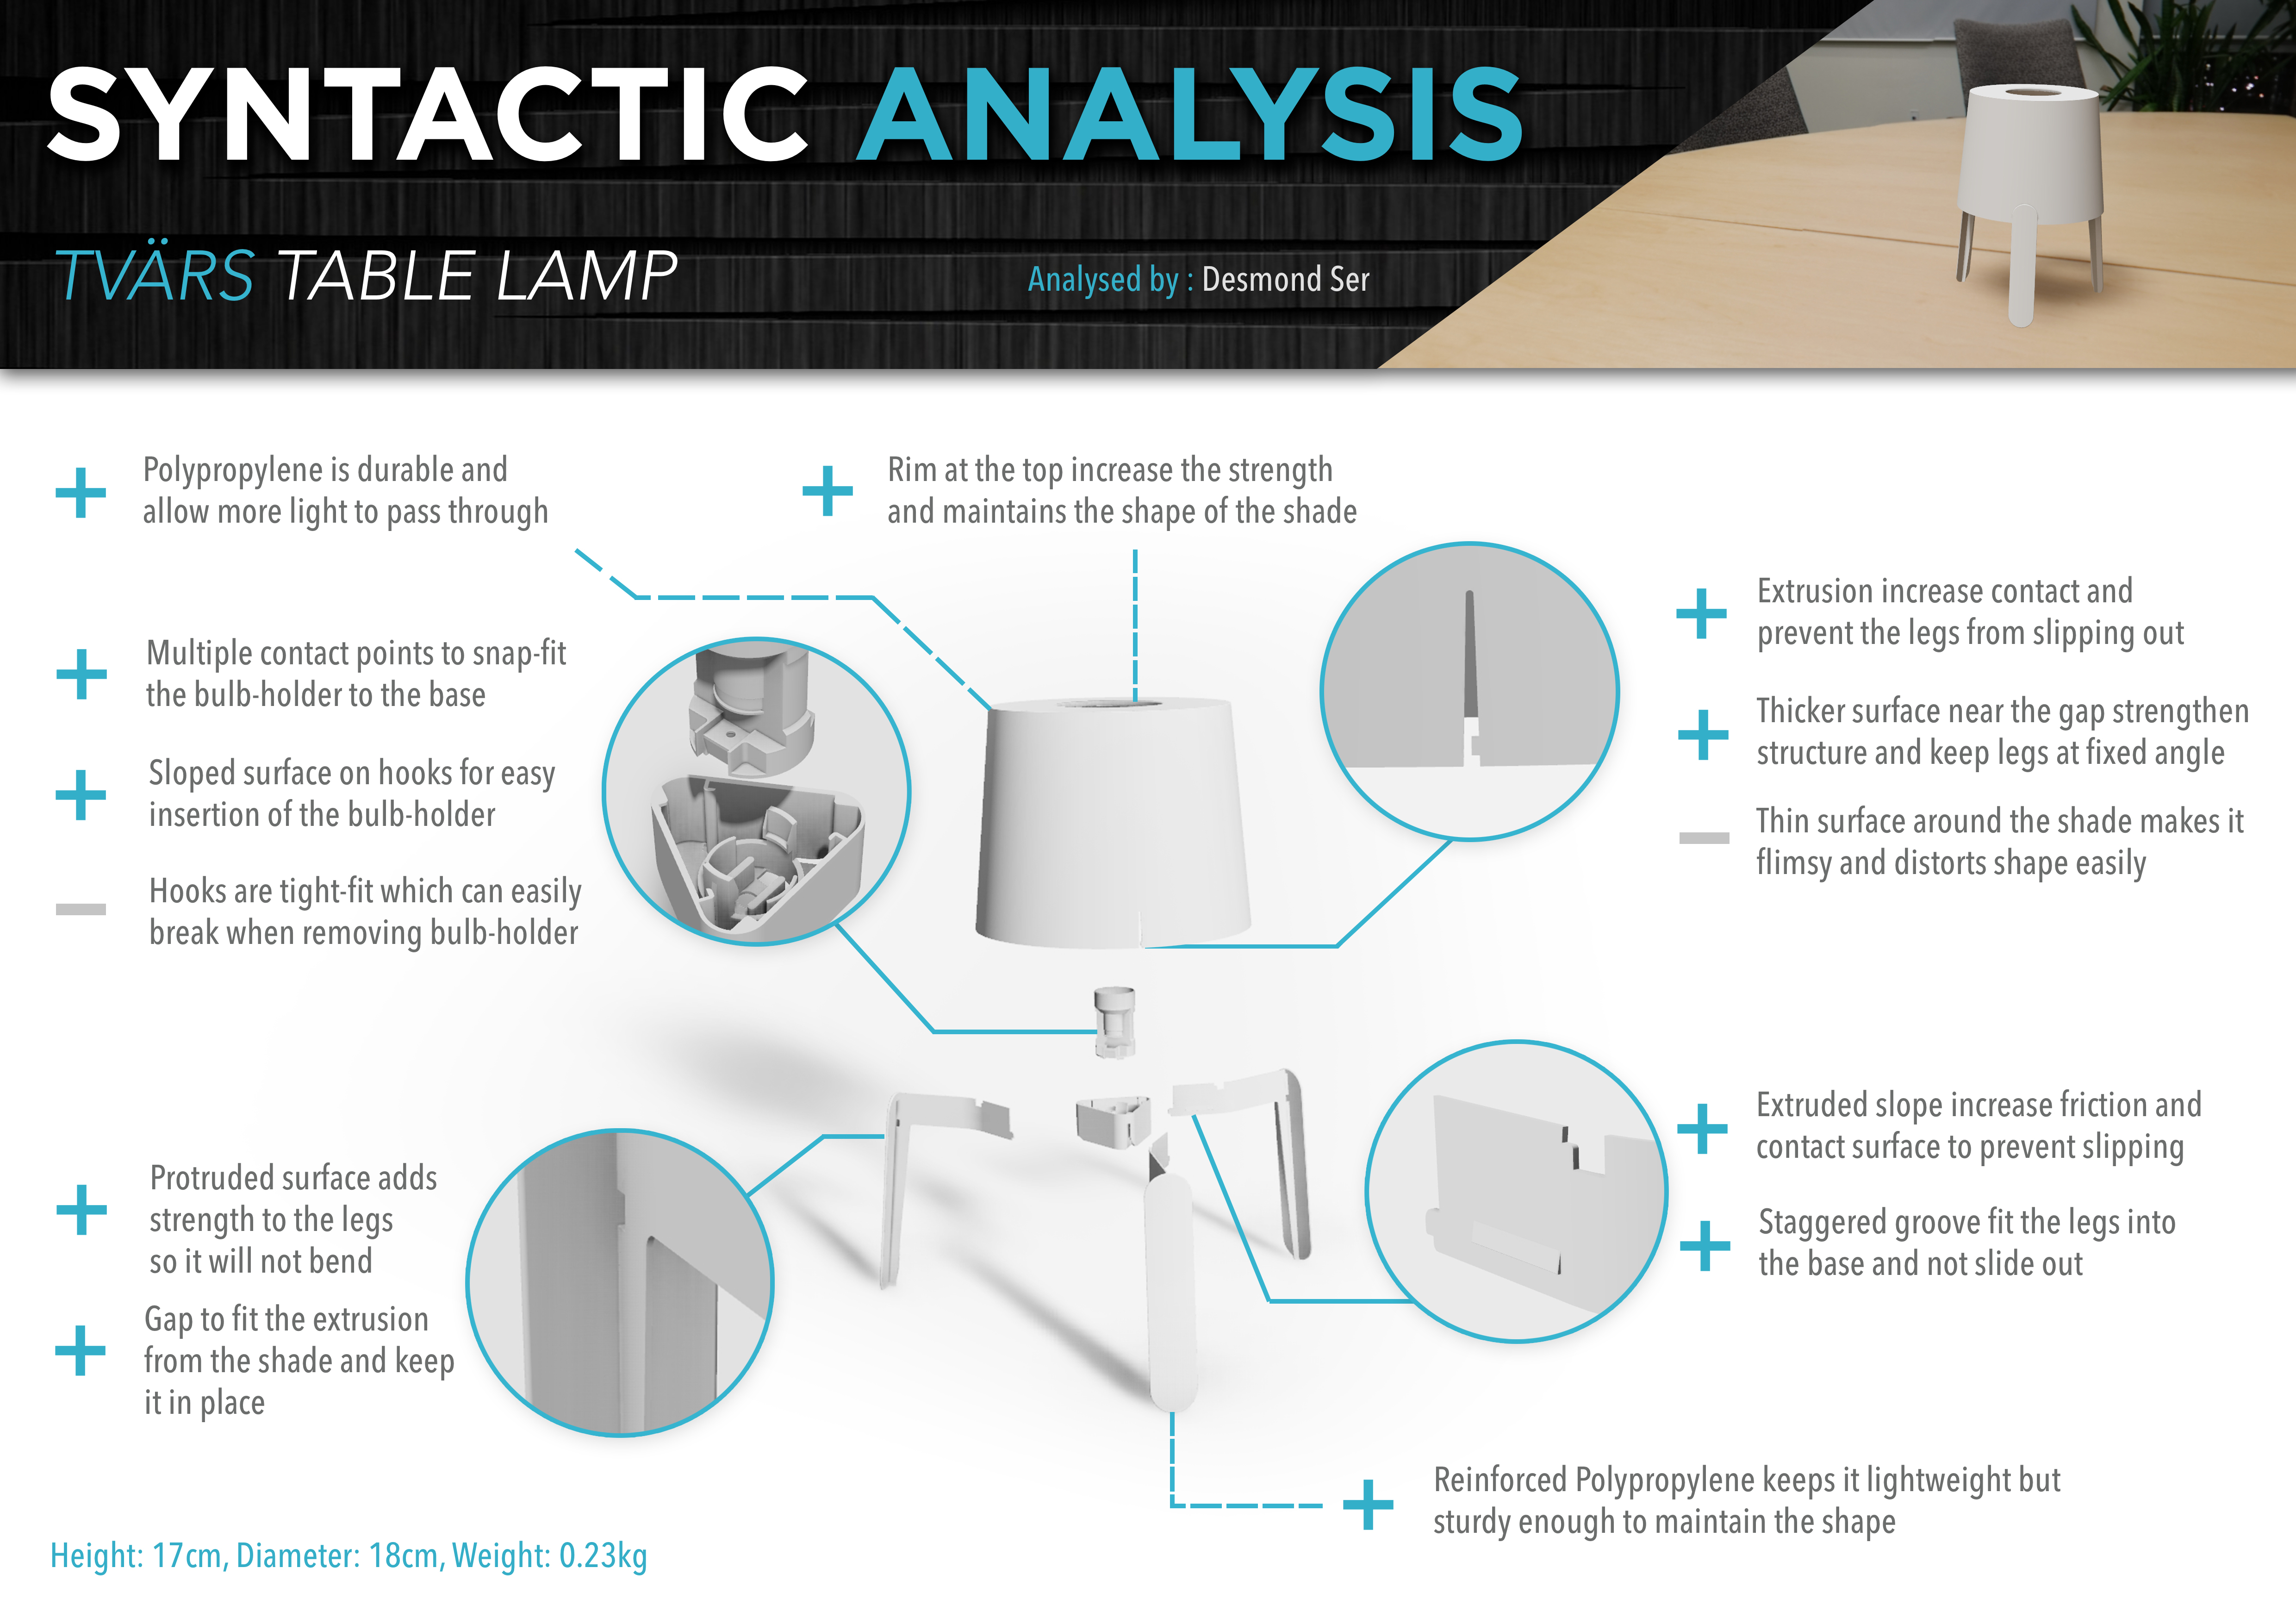 SYNTACTIC ANALYSIS
TVÄRS TABLE LAMP
Analysed by : Desmond Ser
Polypropylene is durable and
allow more light to pass through
Rim at the top increase the strength
and maintains the shape of the shade
Multiple contact points to snap-fit
the bulb-holder to the base
Sloped surface on hooks for easy
insertion of the bulb-holder
Hooks are tight-fit which can easily
break when removing bulb-holder
Extrusion increase contact and
prevent the legs from slipping out
Thicker surface near the gap strengthen
structure and keep legs at fixed angle
Thin surface around the shade makes it
flimsy and distorts shape easily
Protruded surface adds
strength to the legs
so it will not bend
Gap to fit the extrusion
from the shade and keep
it in place
Extruded slope increase friction and
contact surface to prevent slipping
Staggered groove fit the legs into
the base and not slide out
Reinforced Polypropylene keeps it lightweight but
sturdy enough to maintain the shape
Height: 17cm, Diameter: 18cm, Weight: 0.23kg